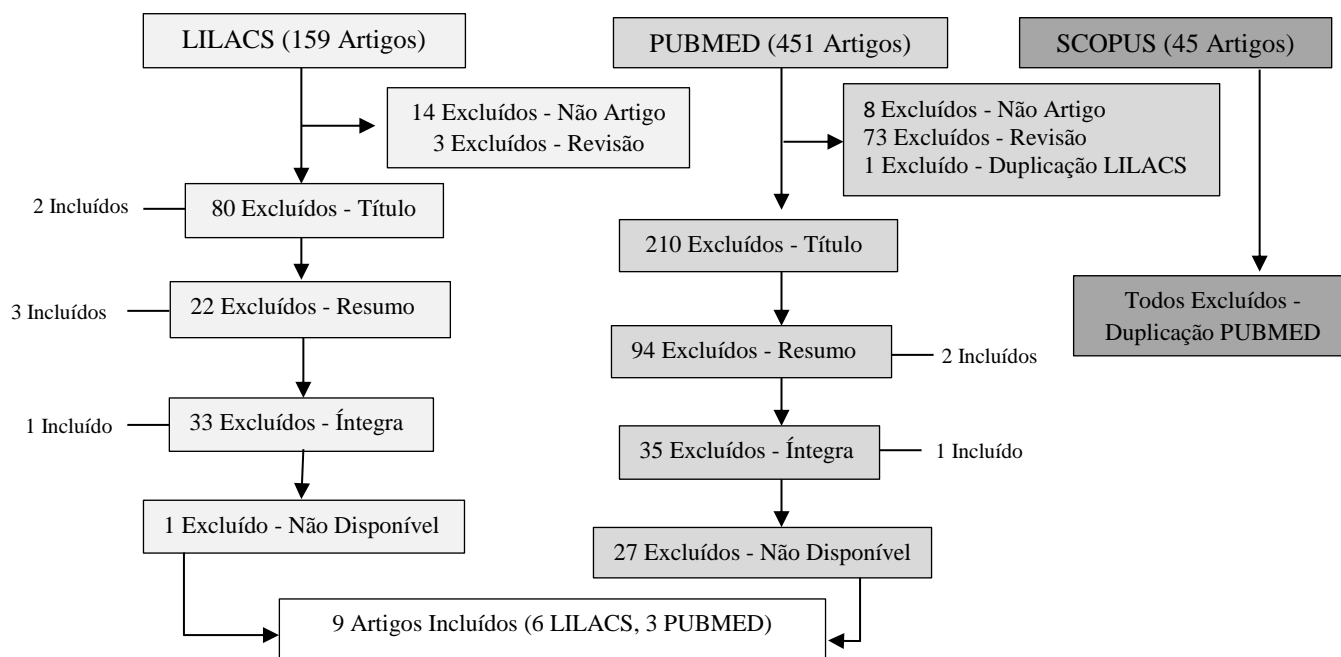 LILACS (159 Artigos)
PUBMED (451 Artigos)
SCOPUS (45 Artigos)
14 Excluídos - Não Artigo
3 Excluídos - Revisão
8 Excluídos - Não Artigo
73 Excluídos - Revisão
1 Excluído - Duplicação LILACS
2 Incluídos
80 Excluídos - Título
210 Excluídos - Título
3 Incluídos
22 Excluídos - Resumo
Todos Excluídos -
Duplicação PUBMED
94 Excluídos - Resumo
2 Incluídos
1 Incluído
33 Excluídos - Íntegra
35 Excluídos - Íntegra
1 Incluído
1 Excluído - Não Disponível
27 Excluídos - Não Disponível
9 Artigos Incluídos (6 LILACS, 3 PUBMED)